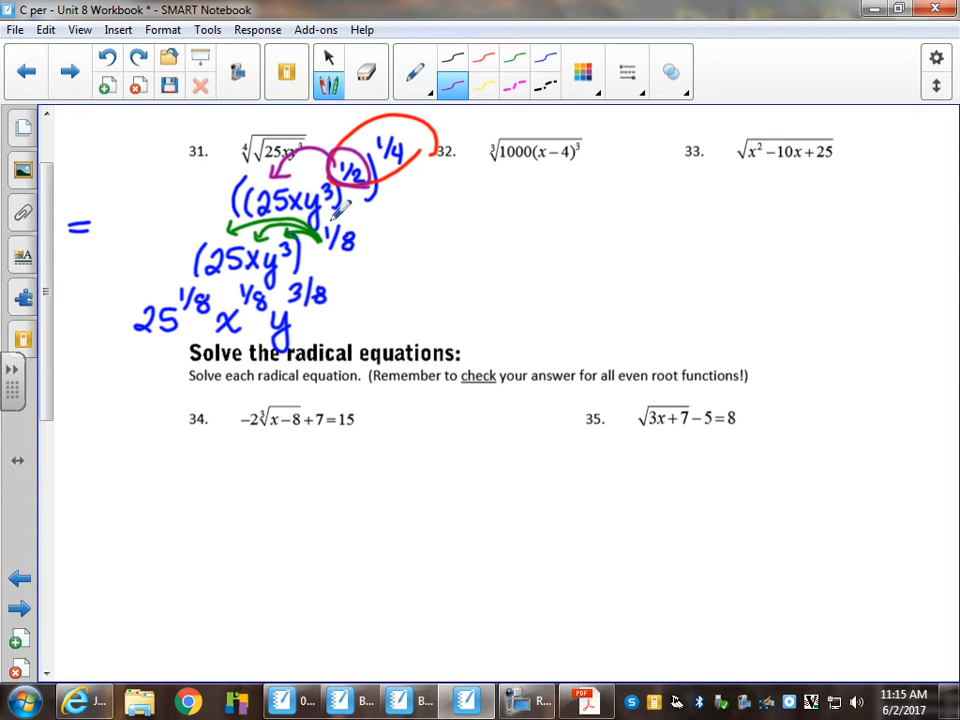 C per - Unit 8 Workbook * - SMART Notebook
File Edit View Insert Format Tools Response Add-ons Help
31. ∜√25xy³ 32. ∛1000(x−4)³ 33. √x²−10x+25
((25xy³)^1/2)^1/4
=
(25xy³)^1/8
25^1/8 x^1/8 y^3/8
Solve the radical equations:
Solve each radical equation. (Remember to check your answer for all even root functions!)
34. −2∛x−8+7=15 35. √3x+7−5=8
J... 0... B... B... R...
11:15 AM
6/2/2017